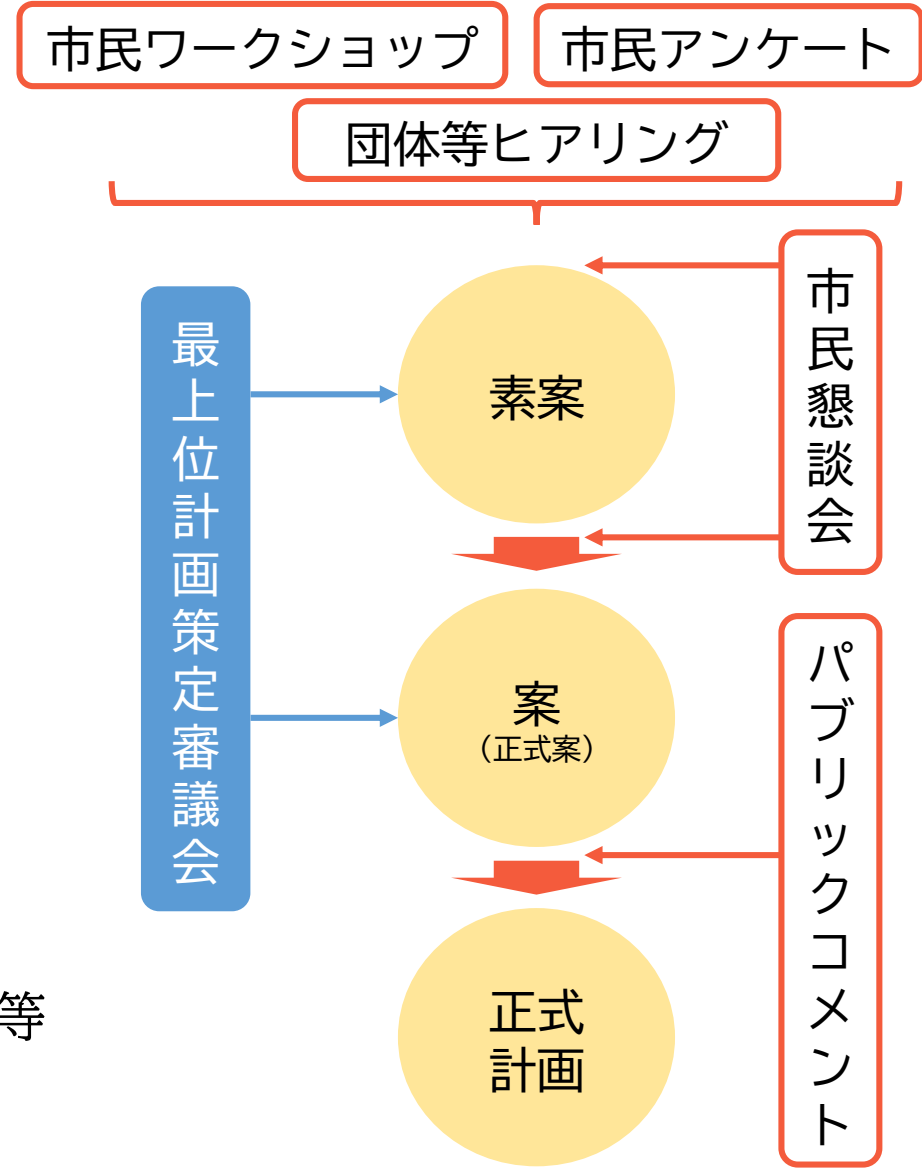 市民ワークショップ
市民アンケート
団体等ヒアリング
市民懇談会
最上位計画策定審議会
素案
案
（正式案）
パブリックコメント
等
正式
計画